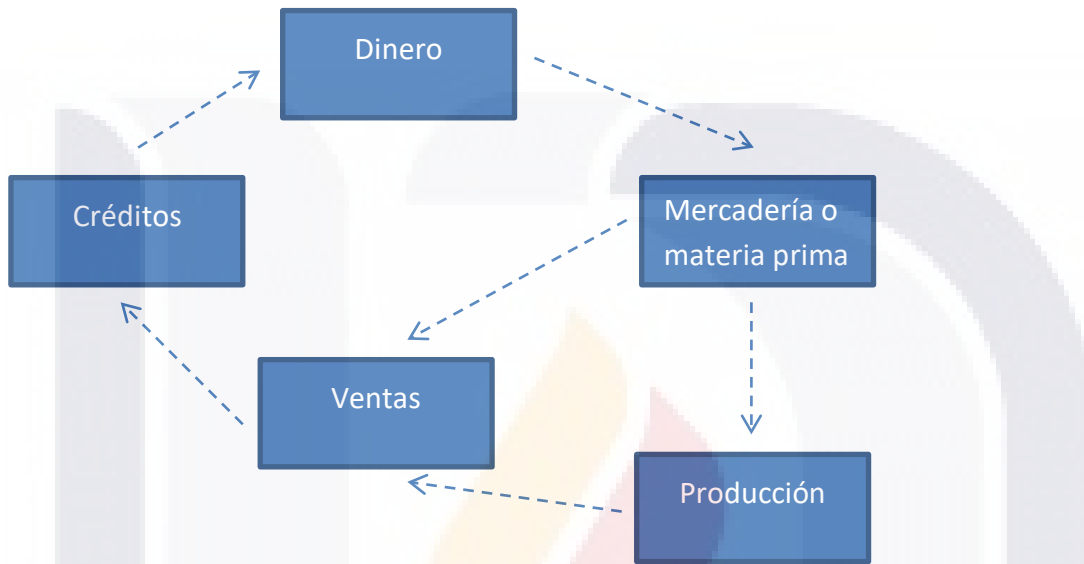 Dinero
Créditos
Mercadería o
materia prima
Ventas
Producción